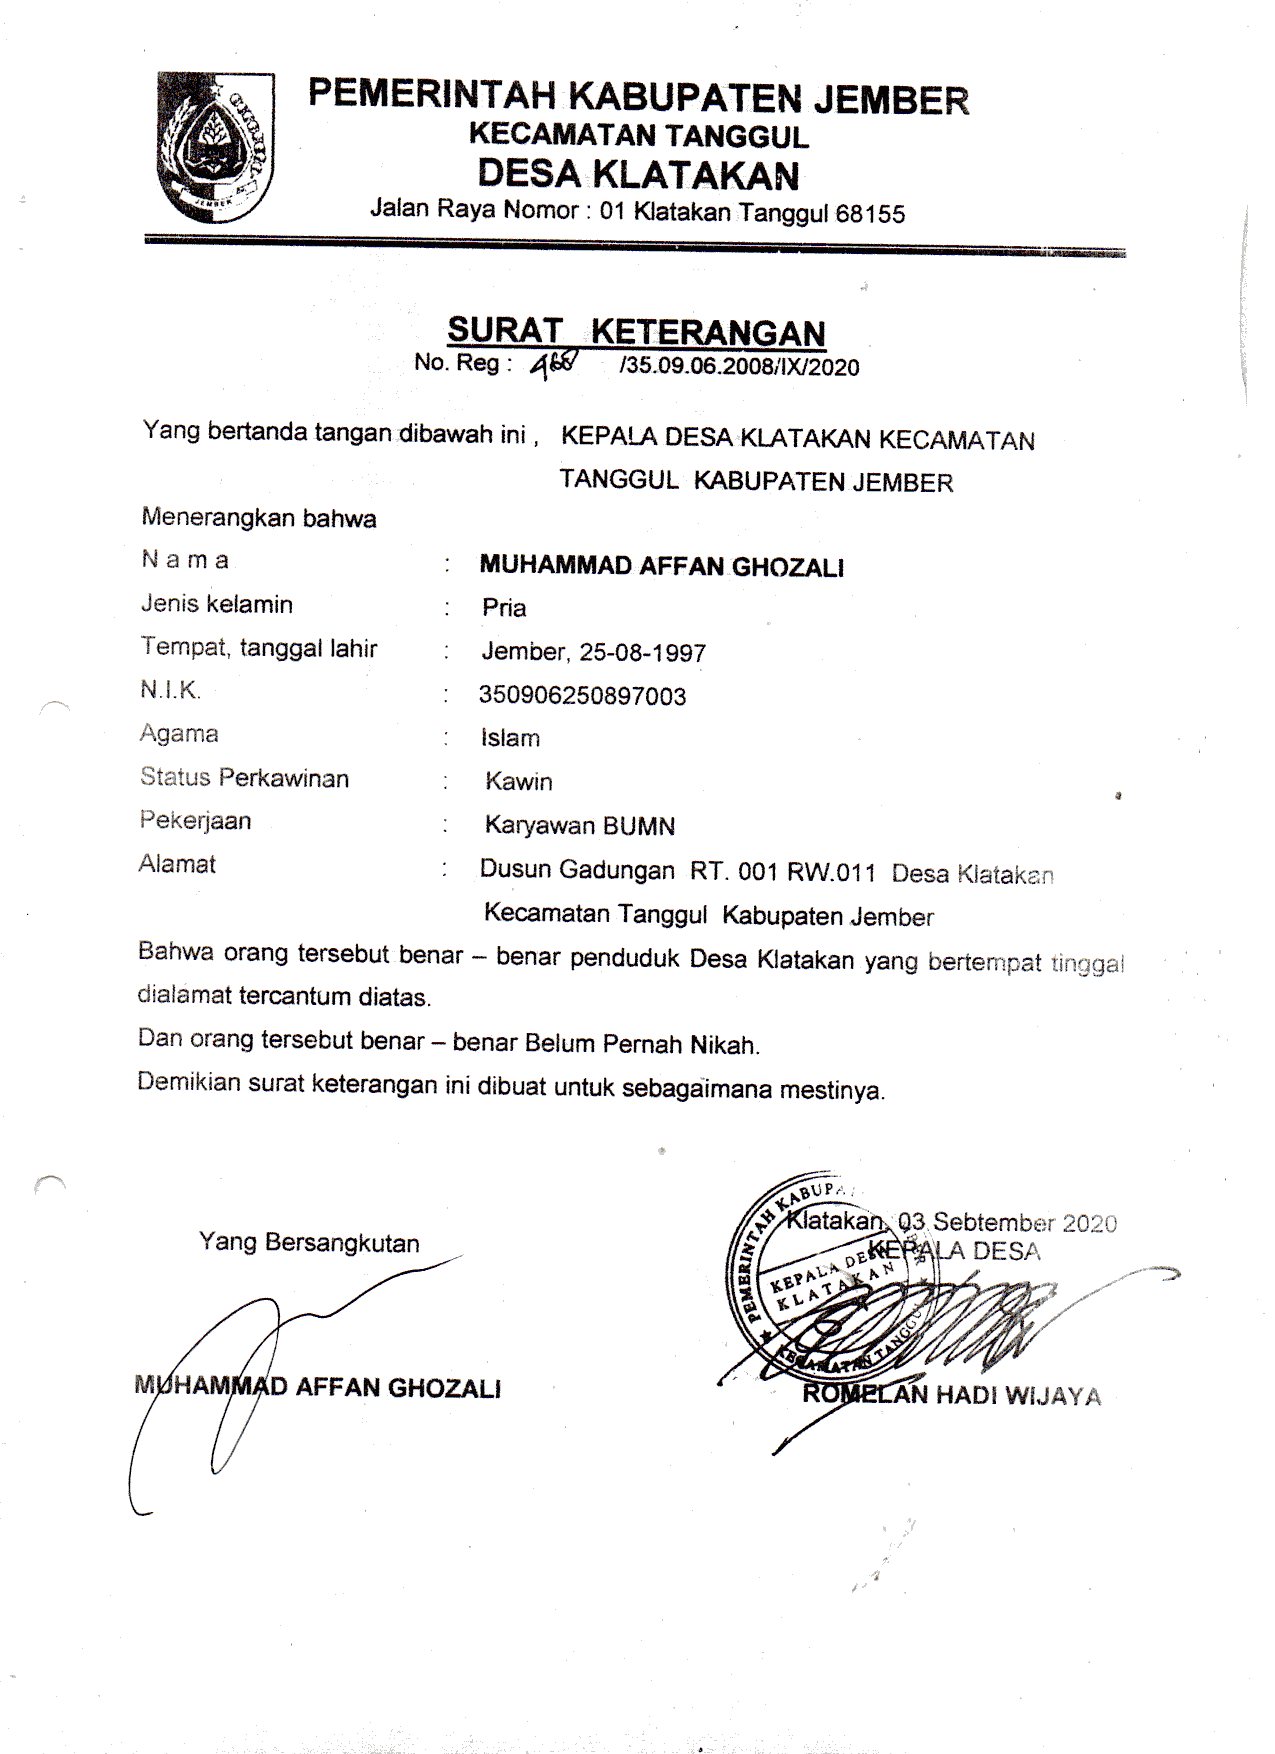 PEMERINTAH KABUPATEN JEMBER
KECAMATAN TANGGUL
DESA KLATAKAN
Jalan Raya Nomor : 01 Klatakan Tanggul 68155
JEMBER
SURAT KETERANGAN
No. Reg : /35.09.06.2008/IX/2020
Yang bertanda tangan dibawah ini , KEPALA DESA KLATAKAN KECAMATAN
TANGGUL KABUPATEN JEMBER
Menerangkan bahwa
N a m a : MUHAMMAD AFFAN GHOZALI
Jenis kelamin : Pria
Tempat, tanggal lahir : Jember, 25-08-1997
N.I.K. : 350906250897003
Agama : Islam
Status Perkawinan : Kawin
Pekerjaan : Karyawan BUMN
Alamat : Dusun Gadungan RT. 001 RW.011 Desa Klatakan
Kecamatan Tanggul Kabupaten Jember
Bahwa orang tersebut benar – benar penduduk Desa Klatakan yang bertempat tinggal
dialamat tercantum diatas.
Dan orang tersebut benar – benar Belum Pernah Nikah.
Demikian surat keterangan ini dibuat untuk sebagaimana mestinya.
Klatakan, 03 Sebtember 2020
Yang Bersangkutan
KEPALA DESA
PEMERINTAH KABUPA
KEPALA DESA
KLATAKAN
KECAMATAN TANGGU
MUHAMMAD AFFAN GHOZALI
ROMELAN HADI WIJAYA